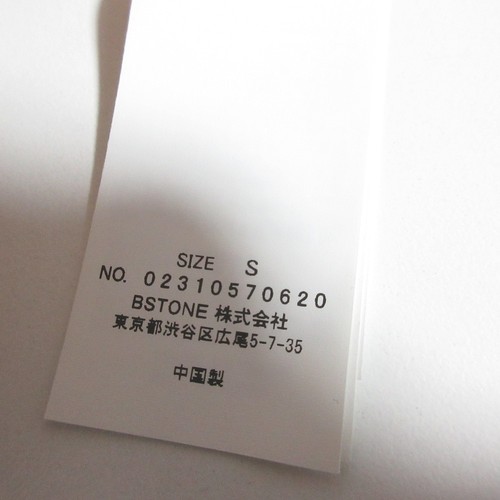 SIZE S
NO. 02310570620
BSTONE 株式会社
東京都渋谷区広尾5-7-35
中国製